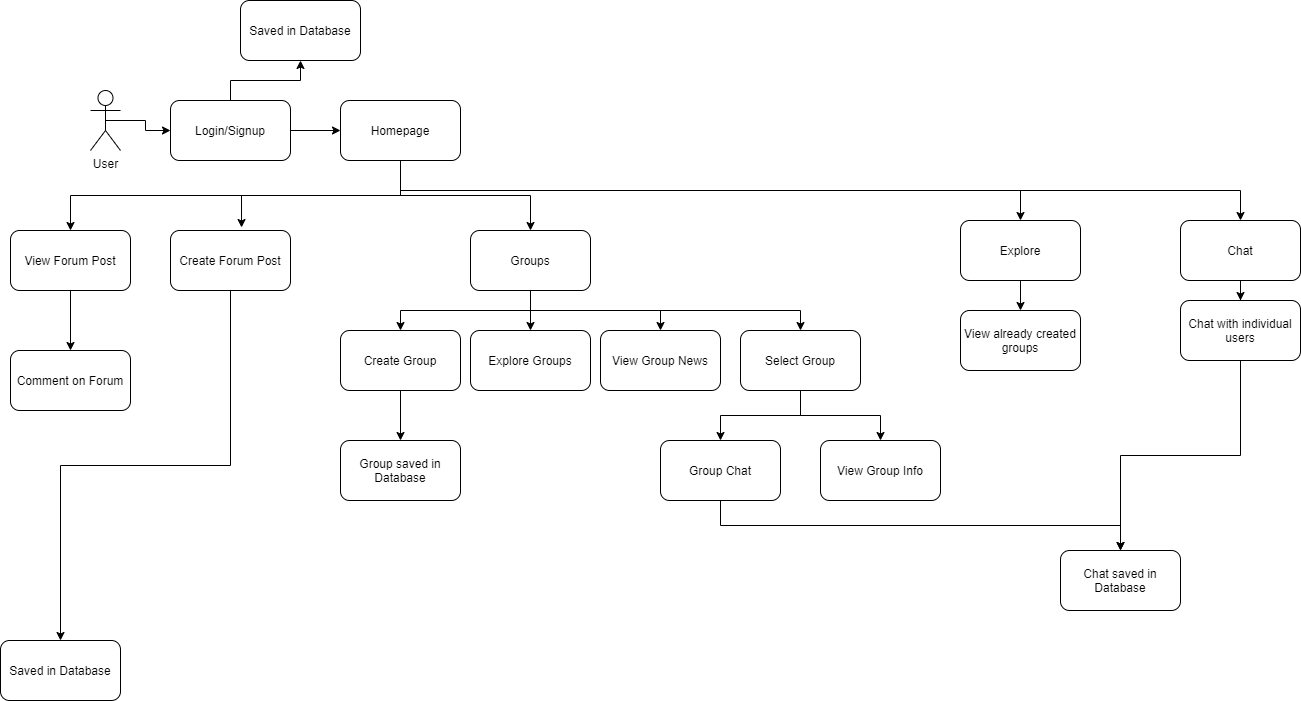 Saved in Database
Login/Signup
Homepage
User
View Forum Post
Create Forum Post
Groups
Explore
Chat
View already created
groups
Chat with individual
users
Create Group
Explore Groups
View Group News
Select Group
Comment on Forum
Group saved in
Database
Group Chat
View Group Info
Chat saved in
Database
Saved in Database